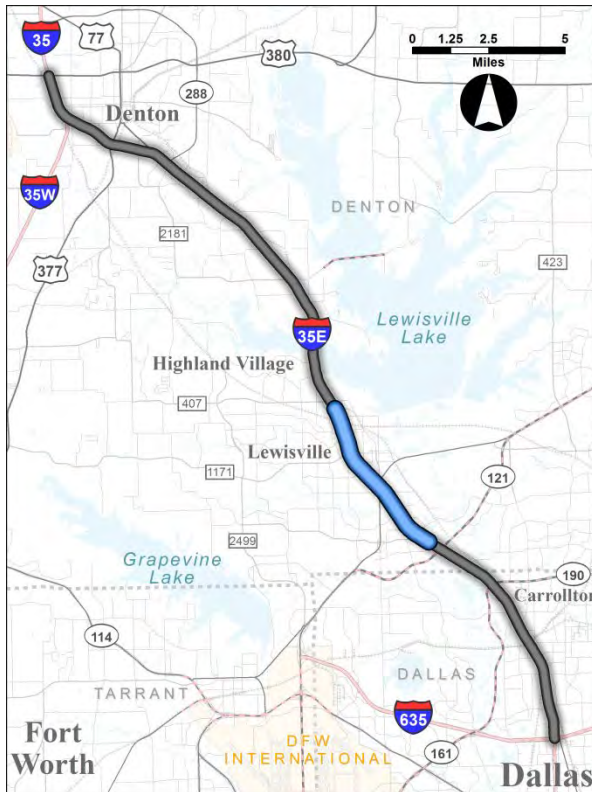 35
77
380
0 1.25 2.5 5
Miles
288
Denton
35W
DENTON
2181
377
423
Lewisville
Lake
35E
Highland Village
407
Lewisville
1171
121
2499
Grapevine
Lake
190
Carrollton
114
DALLAS
TARRANT
635
Fort
Worth
DFW
INTERNATIONAL
161
Dallas